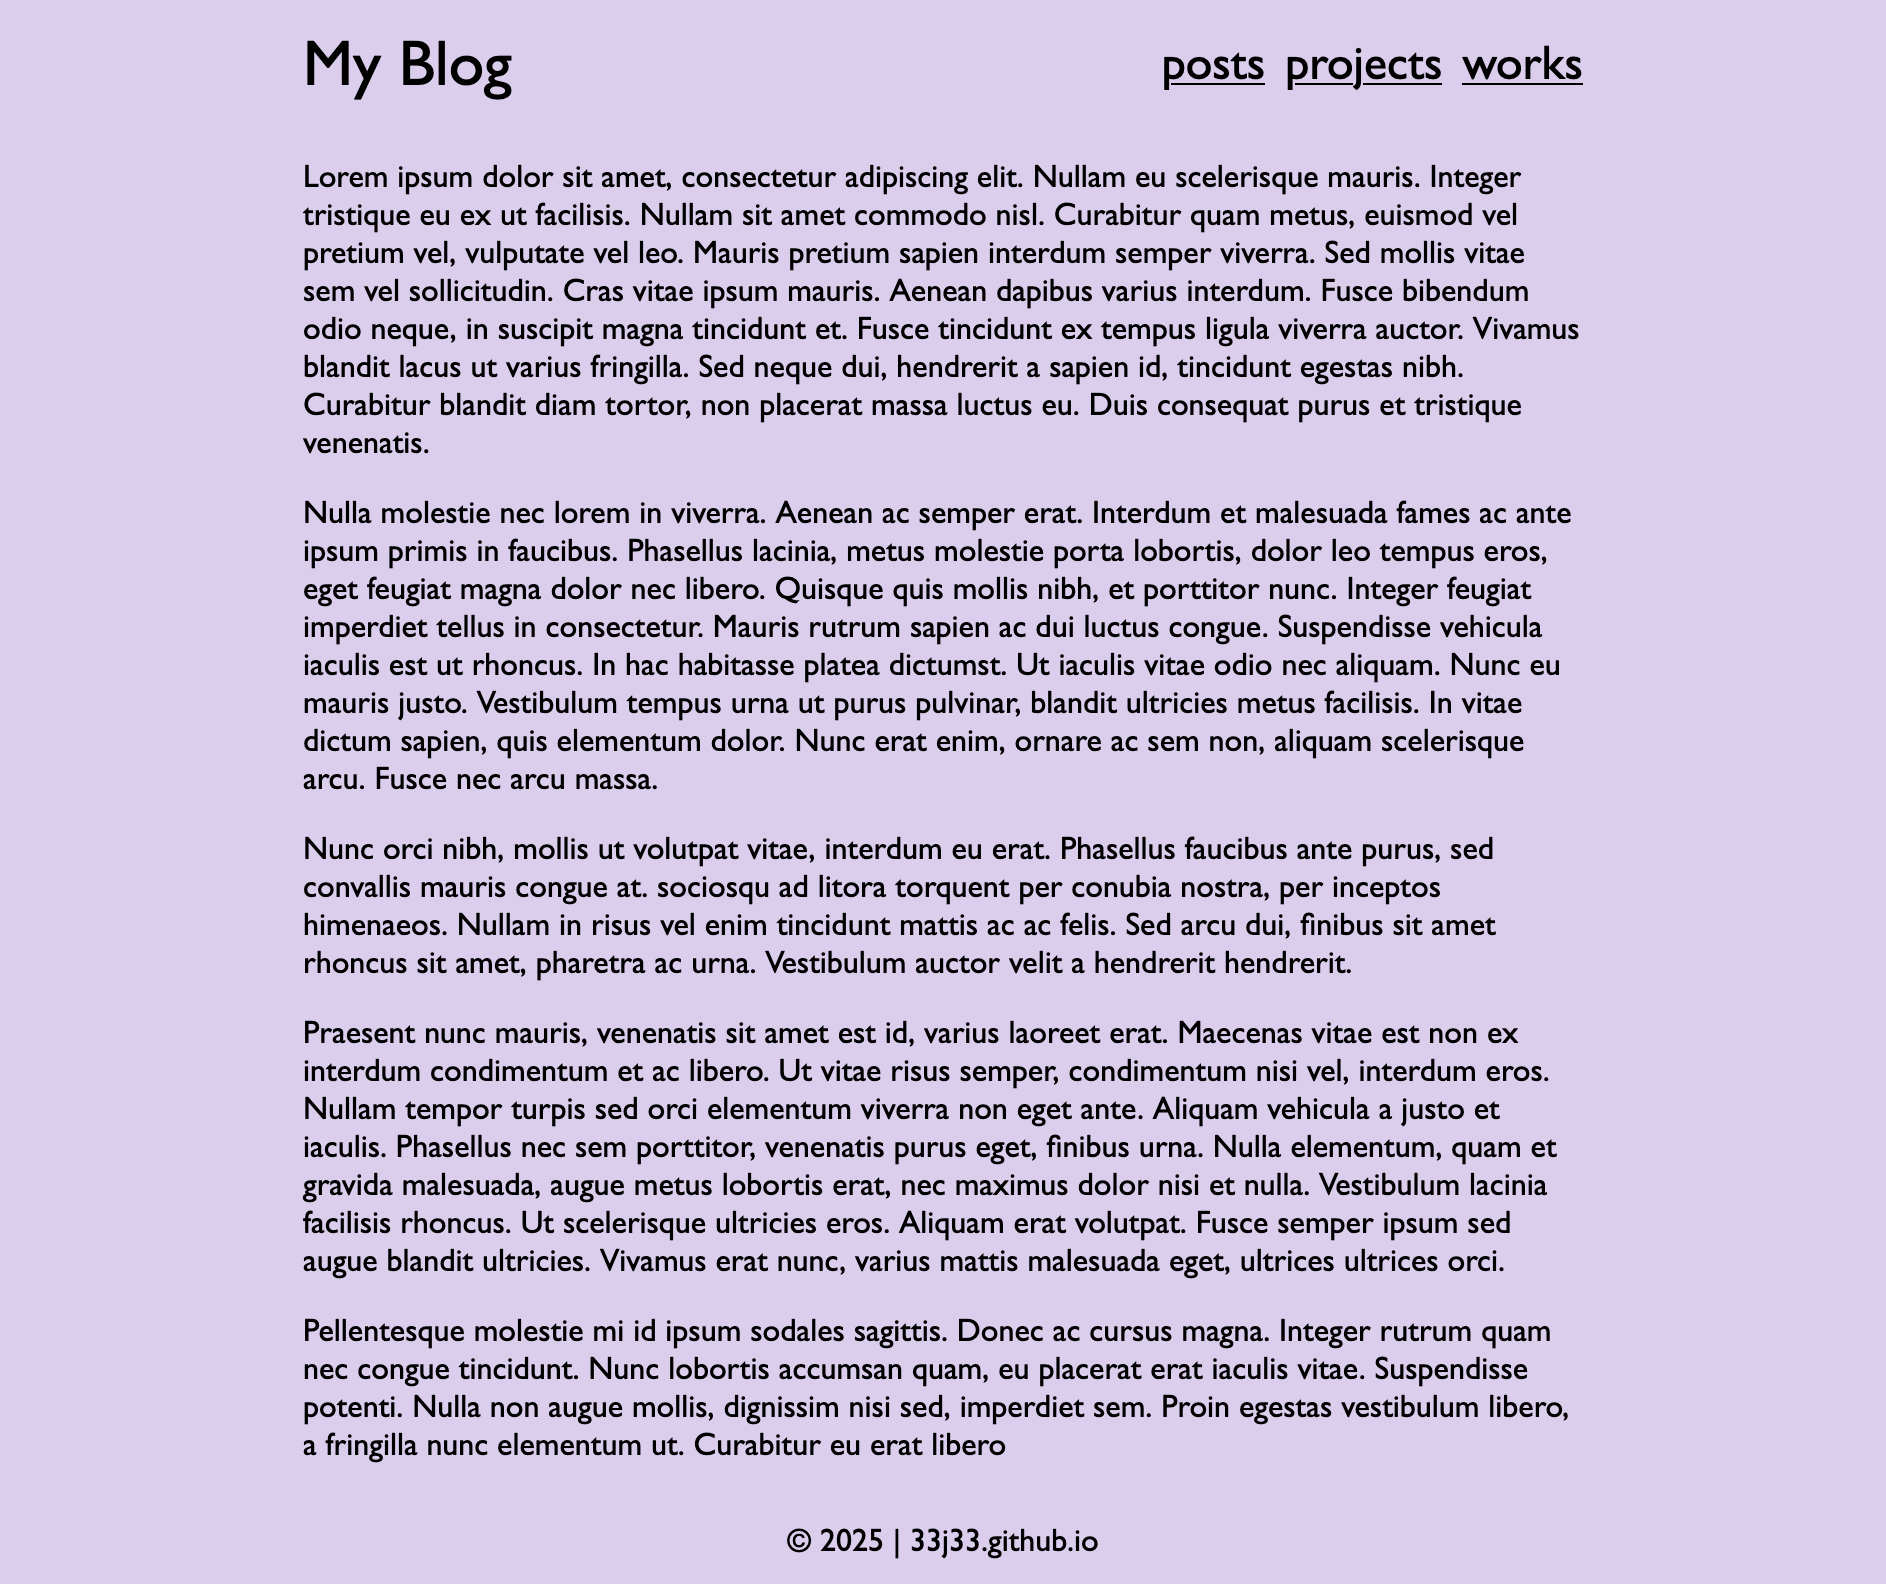 My Blog
posts projects works
Lorem ipsum dolor sit amet, consectetur adipiscing elit. Nullam eu scelerisque mauris. Integer
tristique eu ex ut facilisis. Nullam sit amet commodo nisl. Curabitur quam metus, euismod vel
pretium vel, vulputate vel leo. Mauris pretium sapien interdum semper viverra. Sed mollis vitae
sem vel sollicitudin. Cras vitae ipsum mauris. Aenean dapibus varius interdum. Fusce bibendum
odio neque, in suscipit magna tincidunt et. Fusce tincidunt ex tempus ligula viverra auctor. Vivamus
blandit lacus ut varius fringilla. Sed neque dui, hendrerit a sapien id, tincidunt egestas nibh.
Curabitur blandit diam tortor, non placerat massa luctus eu. Duis consequat purus et tristique
venenatis.
Nulla molestie nec lorem in viverra. Aenean ac semper erat. Interdum et malesuada fames ac ante
ipsum primis in faucibus. Phasellus lacinia, metus molestie porta lobortis, dolor leo tempus eros,
eget feugiat magna dolor nec libero. Quisque quis mollis nibh, et porttitor nunc. Integer feugiat
imperdiet tellus in consectetur. Mauris rutrum sapien ac dui luctus congue. Suspendisse vehicula
iaculis est ut rhoncus. In hac habitasse platea dictumst. Ut iaculis vitae odio nec aliquam. Nunc eu
mauris justo. Vestibulum tempus urna ut purus pulvinar, blandit ultricies metus facilisis. In vitae
dictum sapien, quis elementum dolor. Nunc erat enim, ornare ac sem non, aliquam scelerisque
arcu. Fusce nec arcu massa.
Nunc orci nibh, mollis ut volutpat vitae, interdum eu erat. Phasellus faucibus ante purus, sed
convallis mauris congue at. sociosqu ad litora torquent per conubia nostra, per inceptos
himenaeos. Nullam in risus vel enim tincidunt mattis ac ac felis. Sed arcu dui, finibus sit amet
rhoncus sit amet, pharetra ac urna. Vestibulum auctor velit a hendrerit hendrerit.
Praesent nunc mauris, venenatis sit amet est id, varius laoreet erat. Maecenas vitae est non ex
interdum condimentum et ac libero. Ut vitae risus semper, condimentum nisi vel, interdum eros.
Nullam tempor turpis sed orci elementum viverra non eget ante. Aliquam vehicula a justo et
iaculis. Phasellus nec sem porttitor, venenatis purus eget, finibus urna. Nulla elementum, quam et
gravida malesuada, augue metus lobortis erat, nec maximus dolor nisi et nulla. Vestibulum lacinia
facilisis rhoncus. Ut scelerisque ultricies eros. Aliquam erat volutpat. Fusce semper ipsum sed
augue blandit ultricies. Vivamus erat nunc, varius mattis malesuada eget, ultrices ultrices orci.
Pellentesque molestie mi id ipsum sodales sagittis. Donec ac cursus magna. Integer rutrum quam
nec congue tincidunt. Nunc lobortis accumsan quam, eu placerat erat iaculis vitae. Suspendisse
potenti. Nulla non augue mollis, dignissim nisi sed, imperdiet sem. Proin egestas vestibulum libero,
a fringilla nunc elementum ut. Curabitur eu erat libero
© 2025 | 33j33.github.io